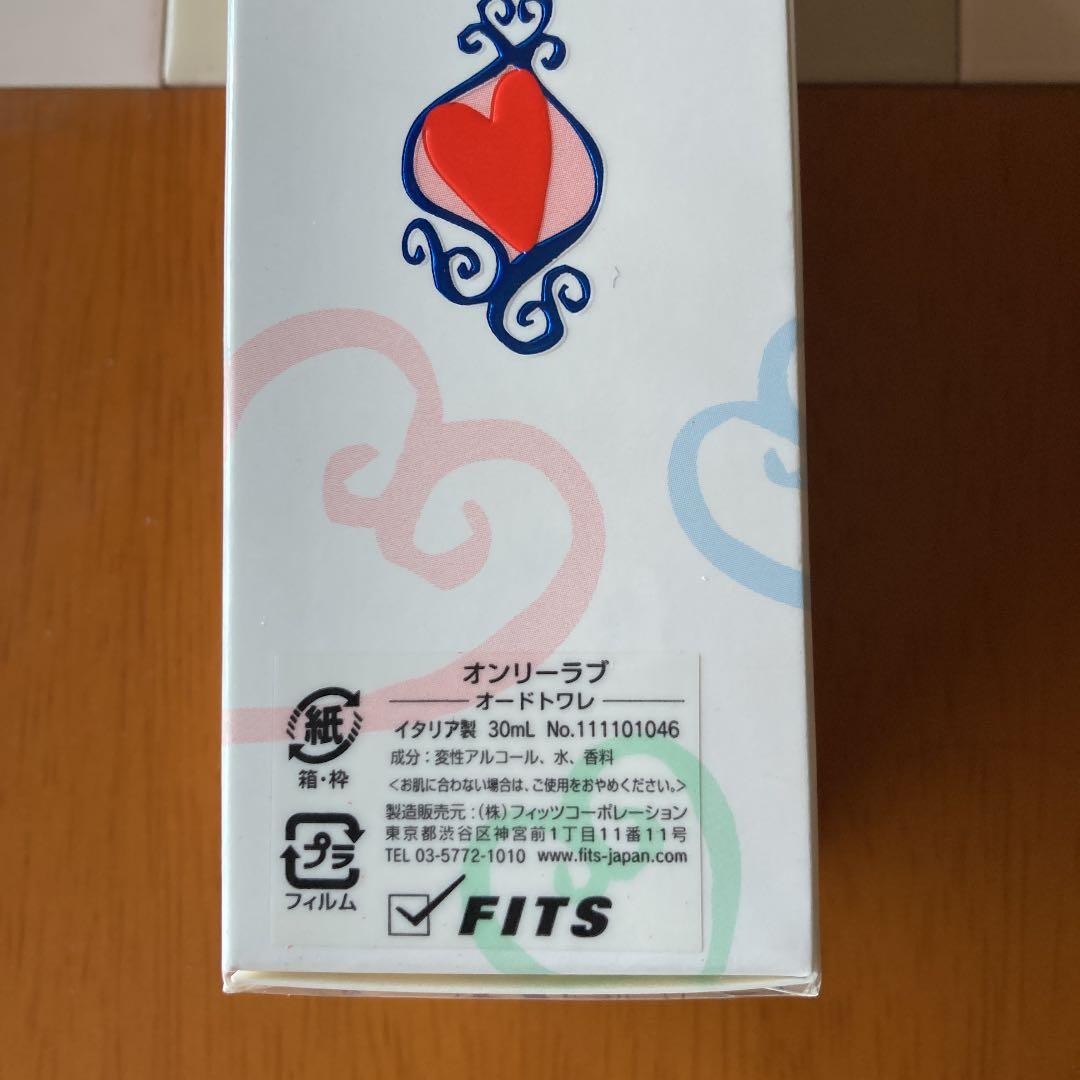 オンリーラブ
オードトワレ
イタリア製 30mL No.111101046
成分：変性アルコール、水、香料
＜お肌に合わない場合は、ご使用をおやめください。＞
製造販売元：（株）フィッツコーポレーション
東京都渋谷区神宮前1丁目11番11号
TEL 03-5772-1010 www.fits-japan.com
FITS
紙
箱・枠
プラ
フィルム